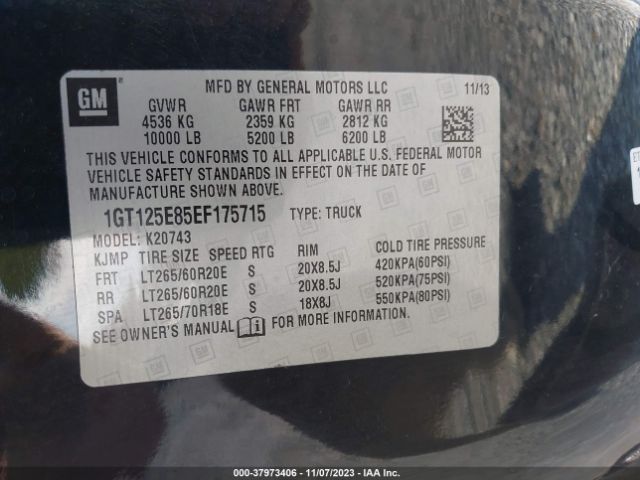 GM
MFD BY GENERAL MOTORS LLC 11/13
GVWR GAWR FRT GAWR RR
4536 KG 2359 KG 2812 KG
10000 LB 5200 LB 6200 LB
THIS VEHICLE CONFORMS TO ALL APPLICABLE U.S. FEDERAL MOTOR
VEHICLE SAFETY STANDARDS IN EFFECT ON THE DATE OF
MANUFACTURE SHOWN ABOVE.
1GT125E85EF175715 TYPE: TRUCK
MODEL: K20743
KJMP TIRE SIZE SPEED RTG RIM COLD TIRE PRESSURE
FRT LT265/60R20E S 20X8.5J 420KPA(60PSI)
RR LT265/60R20E S 20X8.5J 520KPA(75PSI)
SPA LT265/70R18E S 18X8J 550KPA(80PSI)
SEE OWNER'S MANUAL FOR MORE INFORMATION.
000-37973406 - 11/07/2023 - IAA Inc.